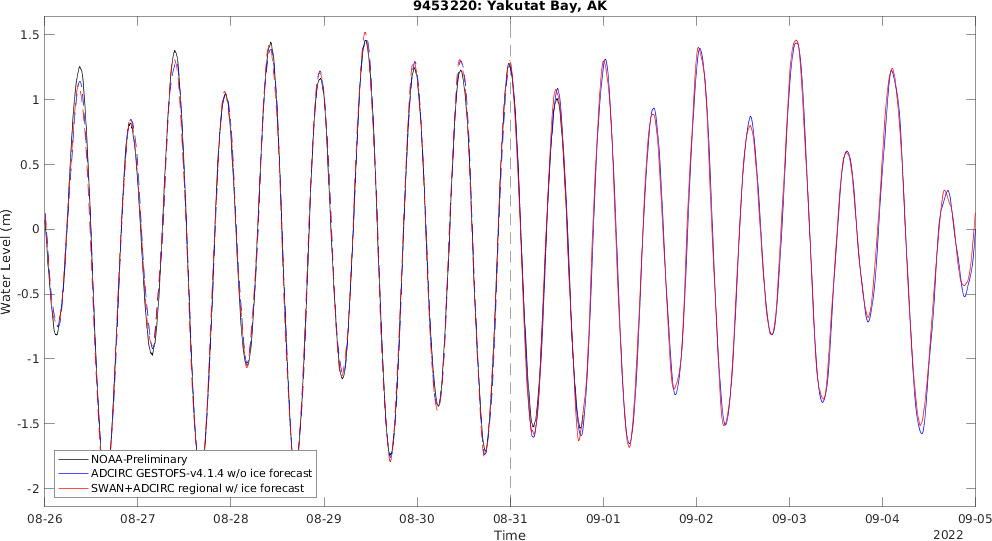 9453220: Yakutat Bay, AK
1.5
1
0.5
0
-0.5
-1
-1.5
-2
Water Level (m)
NOAA-Preliminary
ADCIRC GESTOFS-v4.1.4 w/o ice forecast
SWAN+ADCIRC regional w/ ice forecast
08-26 08-27 08-28 08-29 08-30 08-31 09-01 09-02 09-03 09-04 09-05
Time
2022